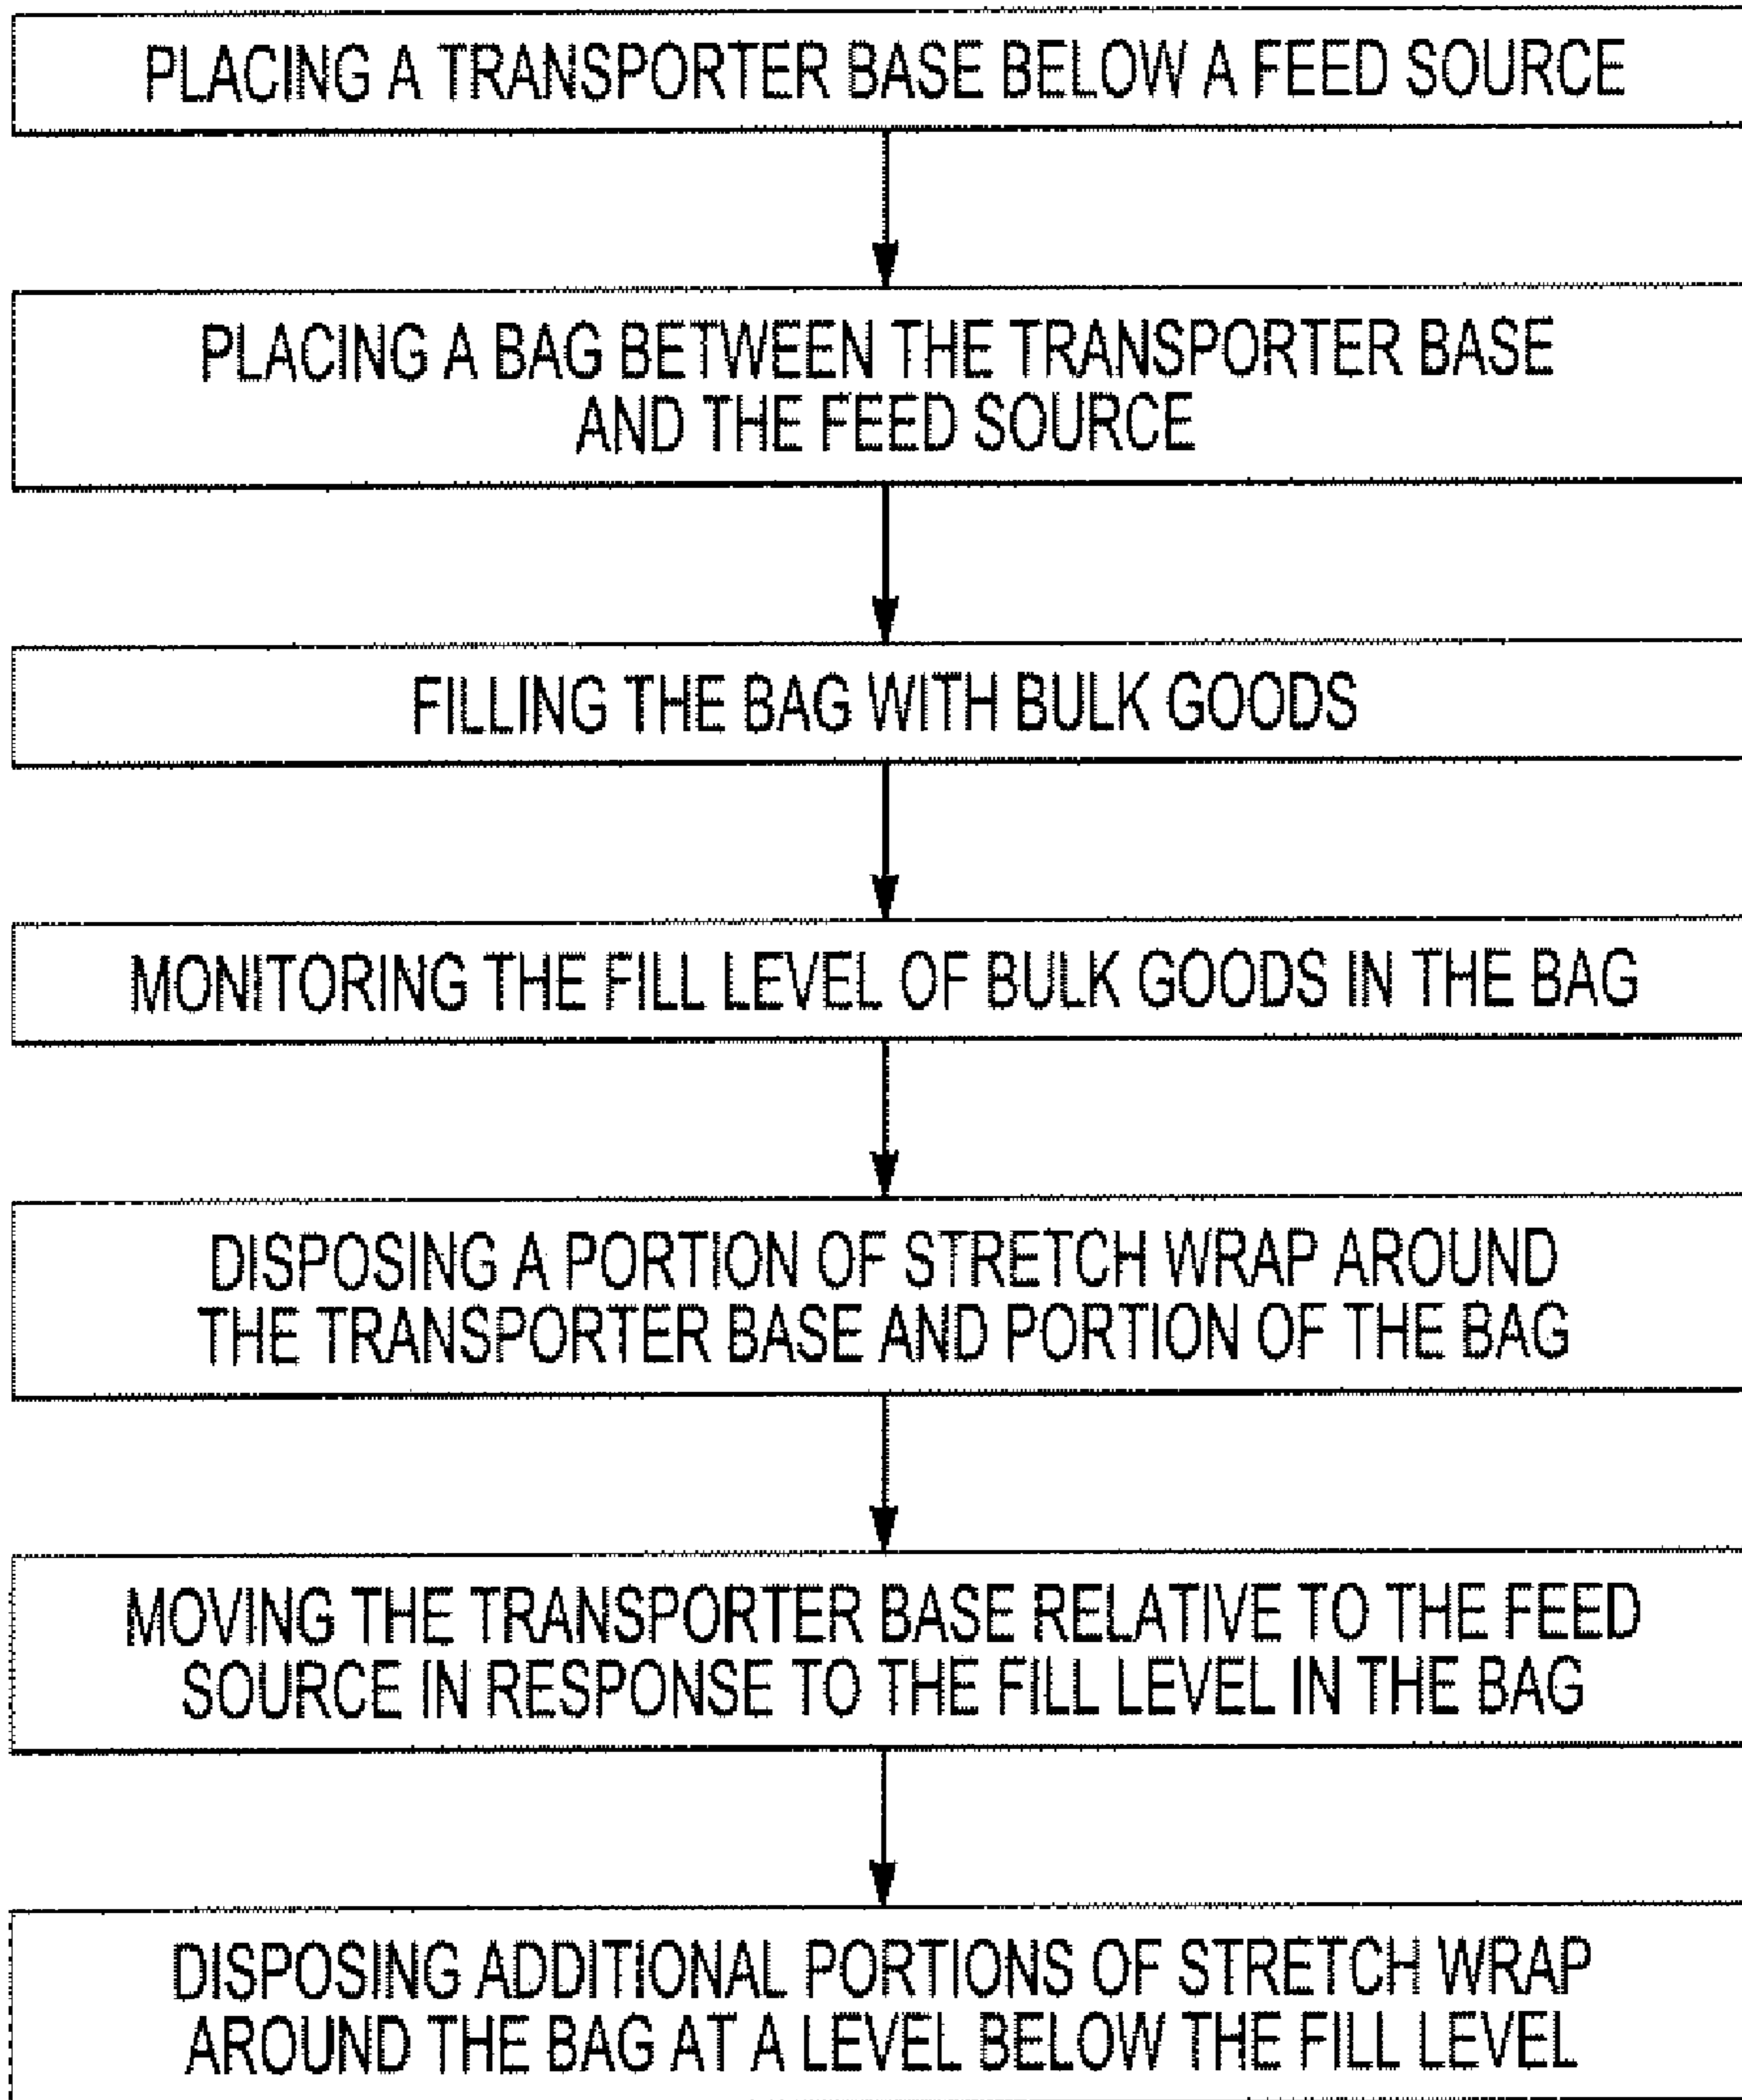 PLACING A TRANSPORTER BASE BELOW A FEED SOURCE
PLACING A BAG BETWEEN THE TRANSPORTER BASE
AND THE FEED SOURCE
FILLING THE BAG WITH BULK GOODS
MONITORING THE FILL LEVEL OF BULK GOODS IN THE BAG
DISPOSING A PORTION OF STRETCH WRAP AROUND
THE TRANSPORTER BASE AND PORTION OF THE BAG
MOVING THE TRANSPORTER BASE RELATIVE TO THE FEED
SOURCE IN RESPONSE TO THE FILL LEVEL IN THE BAG
DISPOSING ADDITIONAL PORTIONS OF STRETCH WRAP
AROUND THE BAG AT A LEVEL BELOW THE FILL LEVEL